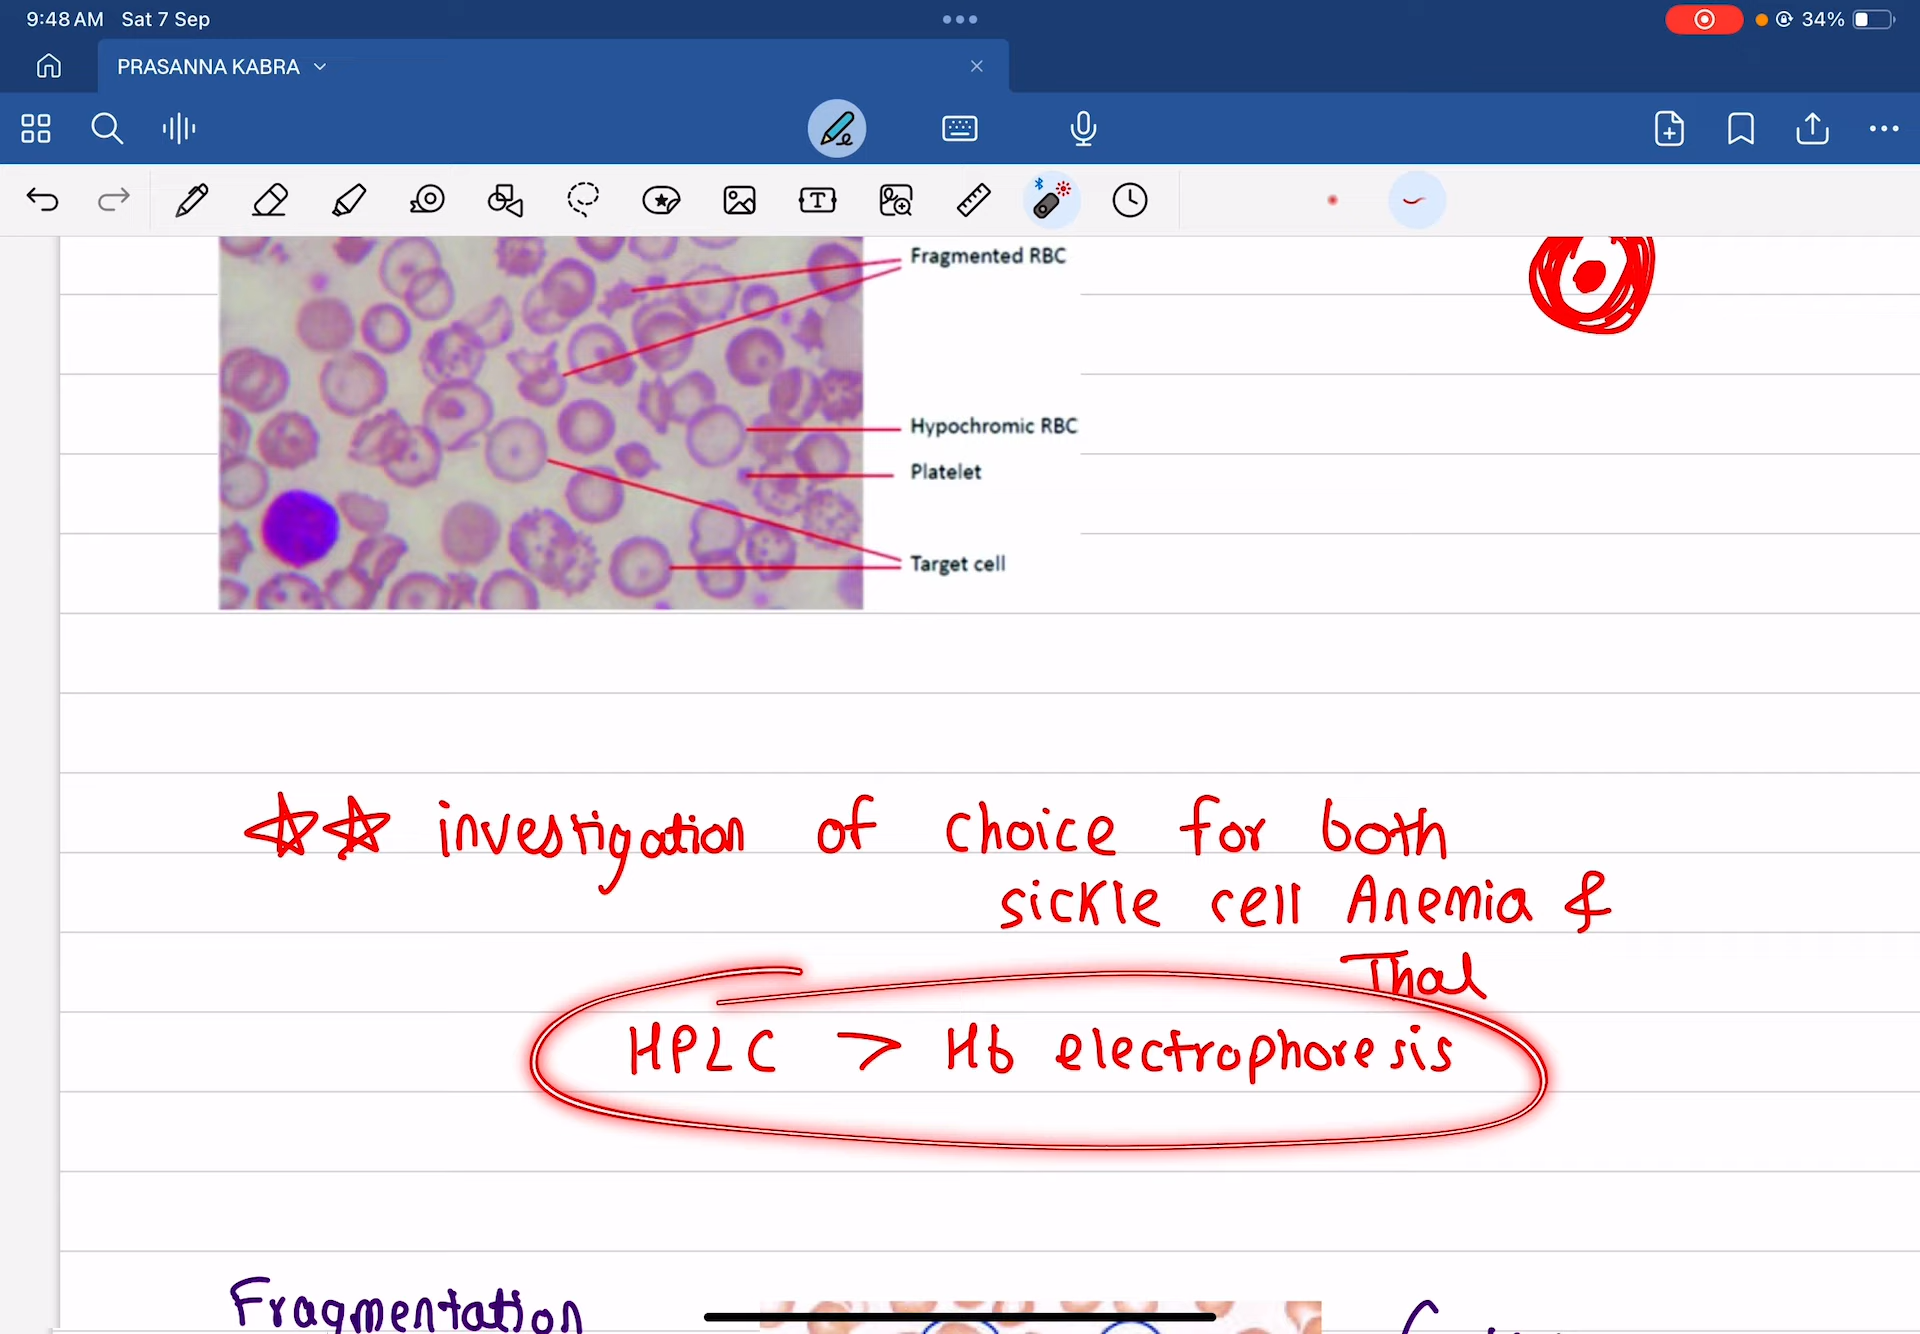 9:48 AM Sat 7 Sep
34%
PRASANNA KABRA
Fragmented RBC
Hypochromic RBC
Platelet
Target cell
investigation of choice for both
sickle cell Anemia &
Thal
HPLC > Hb electrophoresis
Fragmentation